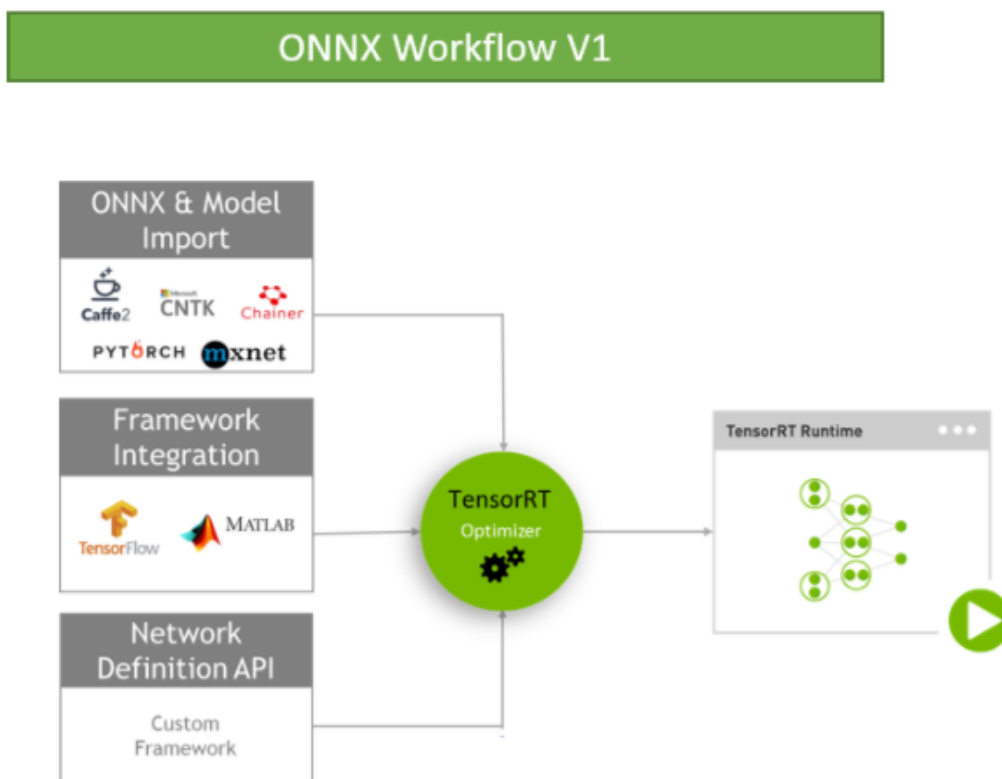 ONNX Workflow V1
ONNX & Model
Import
Caffe2
Microsoft
CNTK
Chainer
PYTORCH
mxnet
Framework
Integration
TensorFlow
MATLAB
Network
Definition API
Custom
Framework
TensorRT
Optimizer
TensorRT Runtime